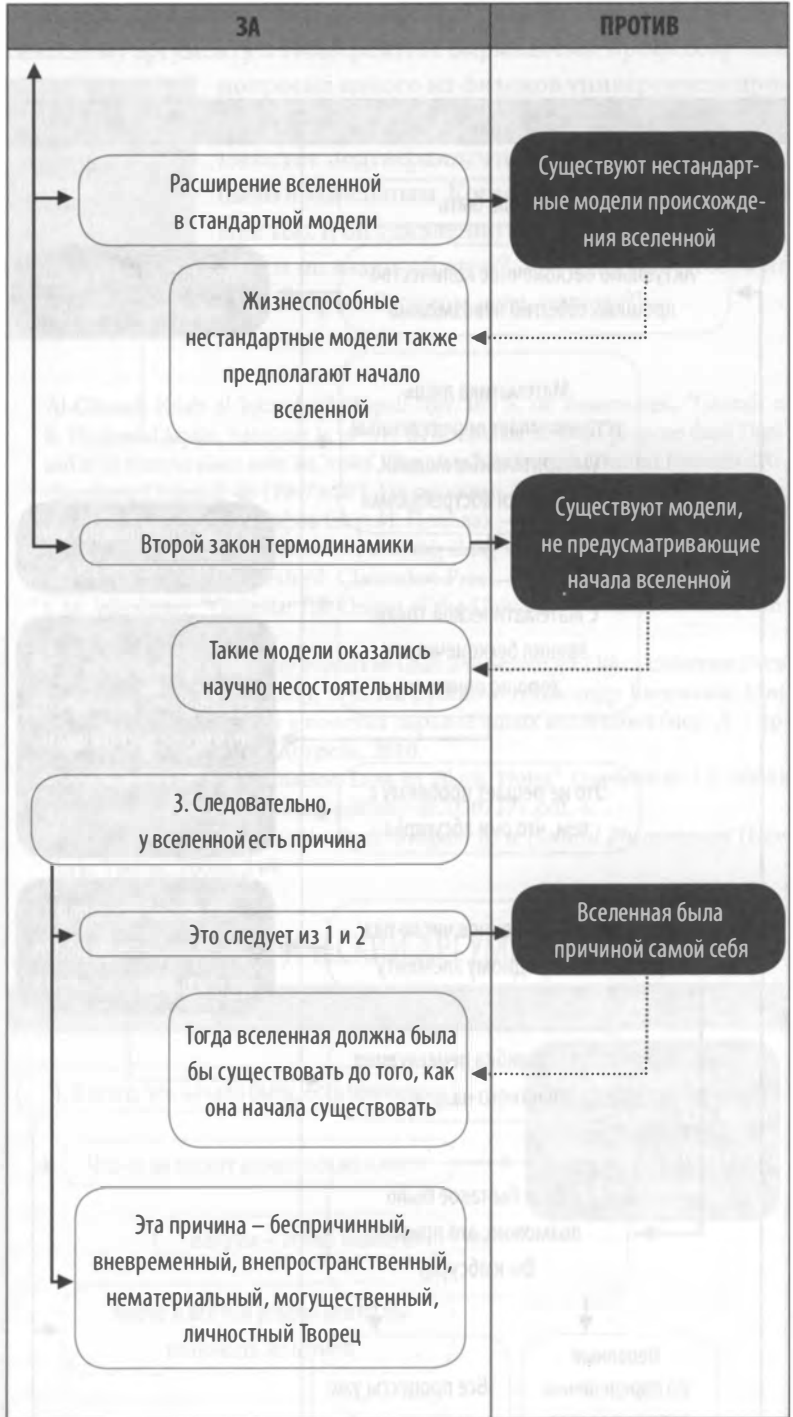 ЗА
ПРОТИВ
Расширение вселенной
в стандартной модели
Существуют нестандарт-
ные модели происхожде-
ния вселенной
Жизнеспособные
нестандартные модели также
предполагают начало
вселенной
Второй закон термодинамики
Существуют модели,
не предусматривающие
начала вселенной
Такие модели оказались
научно несостоятельными
3. Следовательно,
у вселенной есть причина
Это следует из 1 и 2
Вселенная была
причиной самой себя
Тогда вселенная должна была
бы существовать до того, как
она начала существовать
Эта причина – беспричинный,
вневременный, внепространственный,
нематериальный, могущественный,
личностный Творец